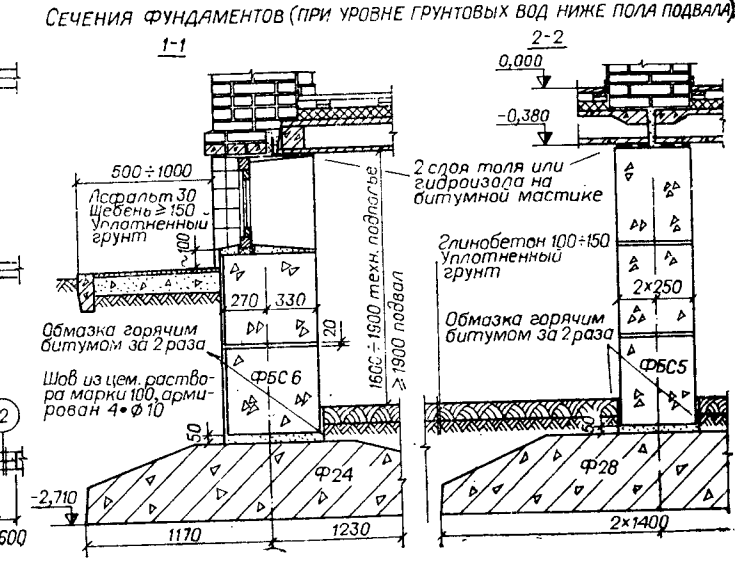 Сечения фундаментов (при уровне грунтовых вод ниже пола подвала)
1-1
2-2
0,000
-0,380
500÷1000
Асфальт 30
Щебень ≥150
Уплотненный
грунт
100
2 слоя толя или
гидроизола на
битумной мастике
1600÷1900 техн. подполье
≥1900 подвал
Глинобетон 100÷150
Уплотненный
грунт
270
330
2×250
20
Обмазка горячим
битумом за 2 раза
Обмазка горячим
битумом за 2 раза
ФБС6
ФБС5
Шов из цем. раство-
ра марки 100, арми-
рован 4•ф10
2
50
50
Ф24
Ф28
-2,710
600
1170
1230
2×1400